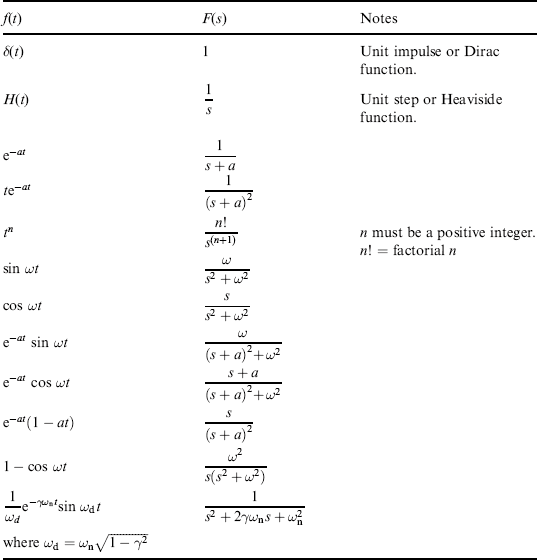 f(t) F(s) Notes
δ(t) 1 Unit impulse or Dirac
function.
H(t) 1/s Unit step or Heaviside
function.
e^{−at} 1/(s + a)
te^{−at} 1/(s + a)^2
t^n n!/s^{(n+1)} n must be a positive integer.
n! = factorial n
sin ωt ω/(s^2 + ω^2)
cos ωt s/(s^2 + ω^2)
e^{−at} sin ωt ω/((s + a)^2+ω^2)
e^{−at} cos ωt (s + a)/((s + a)^2+ω^2)
e^{−at}(1 − at) s/(s + a)^2
1 − cos ωt ω^2/(s(s^2 + ω^2))
(1/ω_d)e^{−γω_n t}sin ω_d t 1/(s^2 + 2γω_n s + ω_n^2)
where ω_d = ω_n√(1 − γ^2)